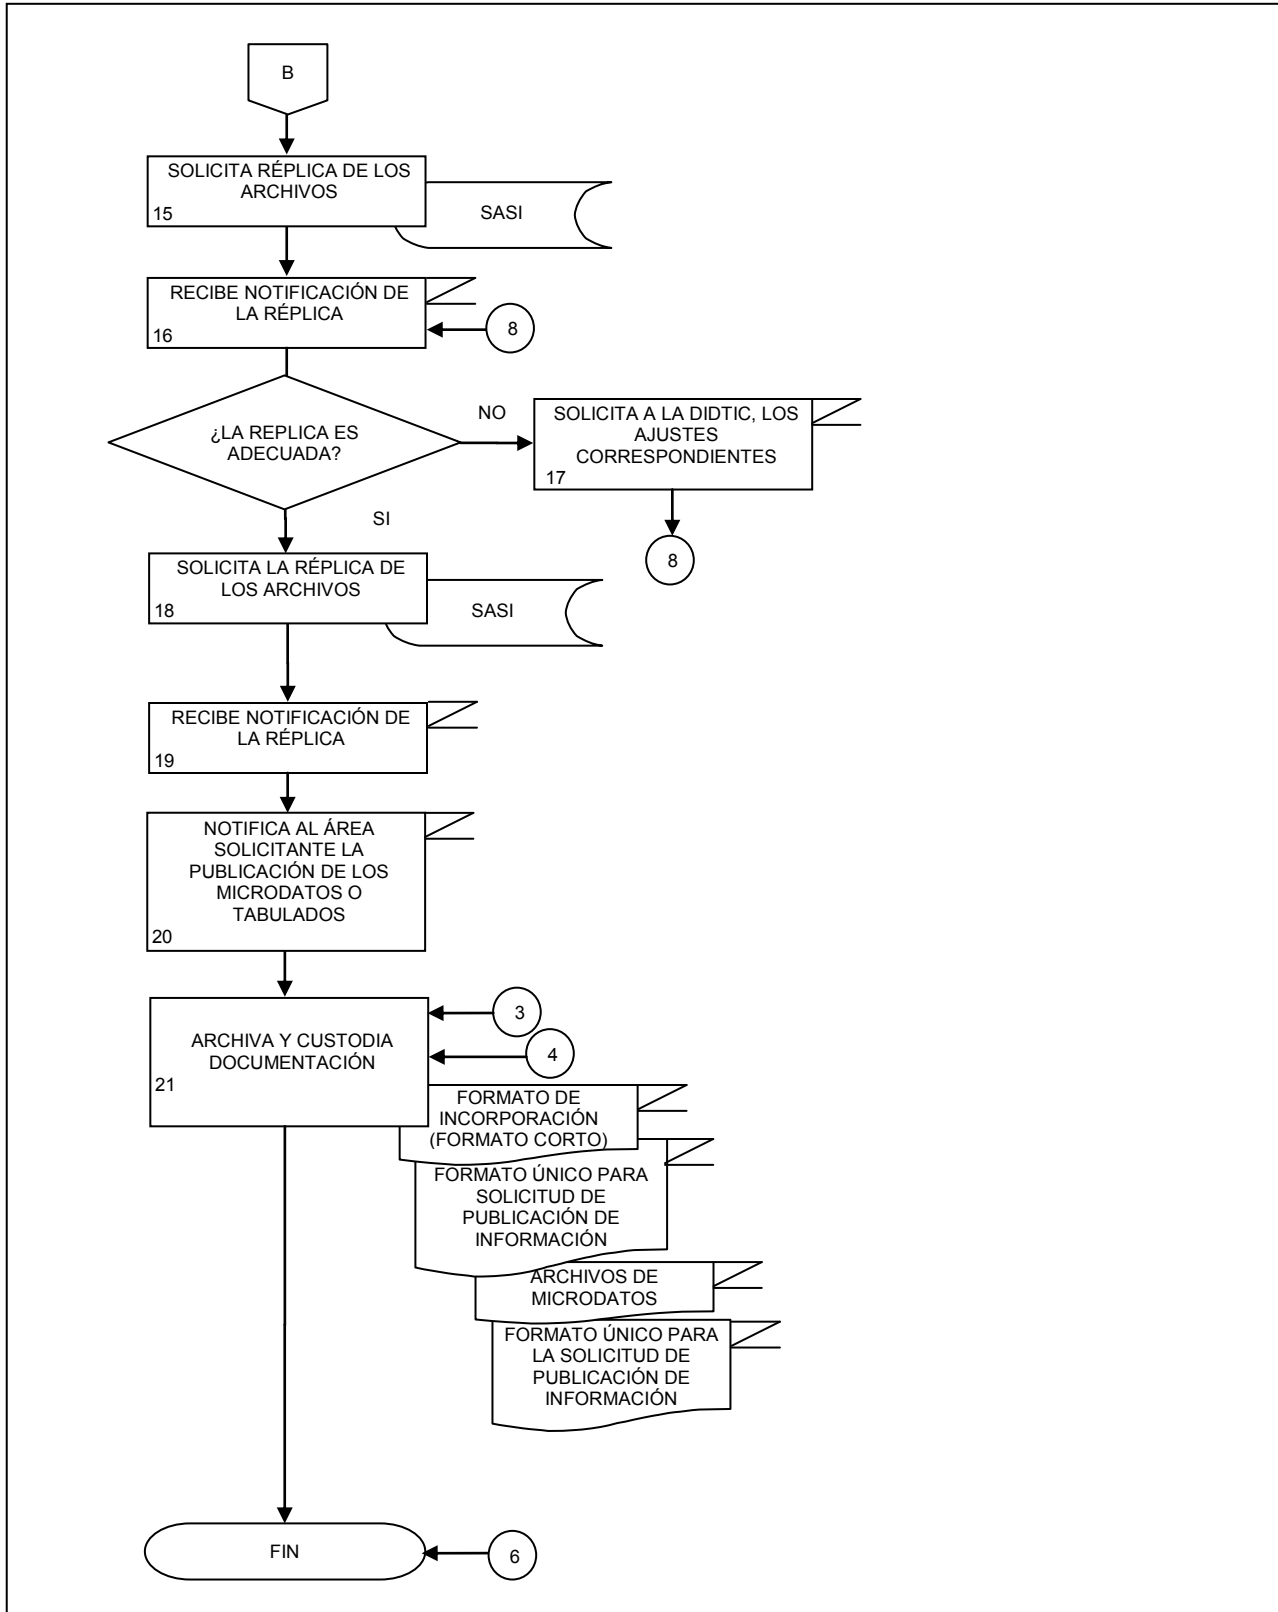 B
SOLICITA RÉPLICA DE LOS
ARCHIVOS
15
SASI
RECIBE NOTIFICACIÓN DE
LA RÉPLICA
16
8
¿LA REPLICA ES
ADECUADA?
NO
SOLICITA A LA DIDTIC, LOS
AJUSTES
CORRESPONDIENTES
17
8
SI
SOLICITA LA RÉPLICA DE
LOS ARCHIVOS
18
SASI
RECIBE NOTIFICACIÓN DE
LA RÉPLICA
19
NOTIFICA AL ÁREA
SOLICITANTE LA
PUBLICACIÓN DE LOS
MICRODATOS O
TABULADOS
20
3
ARCHIVA Y CUSTODIA
DOCUMENTACIÓN
4
21
FORMATO DE
INCORPORACIÓN
(FORMATO CORTO)
FORMATO ÚNICO PARA
SOLICITUD DE
PUBLICACIÓN DE
INFORMACIÓN
ARCHIVOS DE
MICRODATOS
FORMATO ÚNICO PARA
LA SOLICITUD DE
PUBLICACIÓN DE
INFORMACIÓN
FIN
6